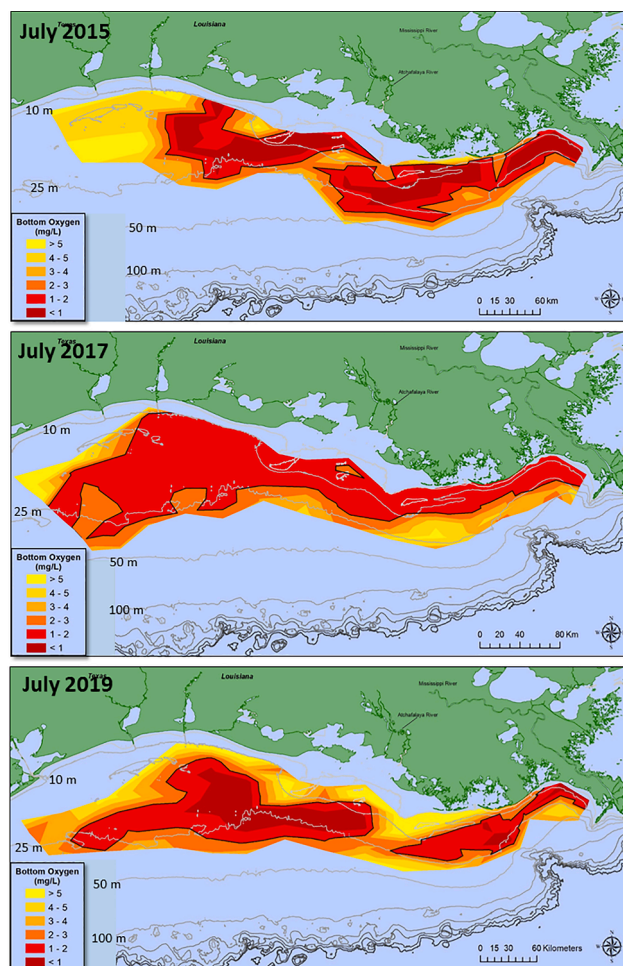 July 2015
Texas
Louisiana
Mississippi River
Atchafalaya River
10 m
25 m
50 m
100 m
Bottom Oxygen
(mg/L)
> 5
4 - 5
3 - 4
2 - 3
1 - 2
< 1
0 15 30 60 km
N
W E
S
July 2017
Texas
Louisiana
Mississippi River
Atchafalaya River
10 m
25 m
50 m
100 m
Bottom Oxygen
(mg/L)
> 5
4 - 5
3 - 4
2 - 3
1 - 2
< 1
0 20 40 80 Km
N
W E
S
July 2019
Texas
Louisiana
Mississippi River
Atchafalaya River
10 m
25 m
50 m
100 m
Bottom Oxygen
(mg/L)
> 5
4 - 5
3 - 4
2 - 3
1 - 2
< 1
0 15 30 60 Kilometers
N
W E
S